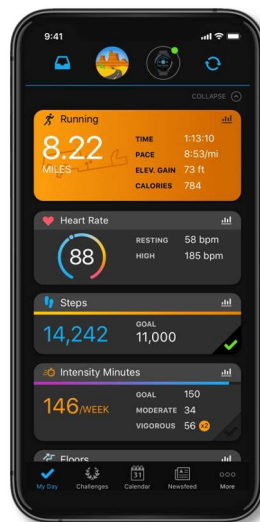 9:41
COLLAPSE
Running
8.22
MILES
TIME 1:13:10
PACE 8:53/mi
ELEV. GAIN 73 ft
CALORIES 784
Heart Rate
88
RESTING 58 bpm
HIGH 185 bpm
Steps
14,242
GOAL
11,000
Intensity Minutes
146/WEEK
GOAL 150
MODERATE 34
VIGOROUS 56 x2
Floors
31
My Day Challenges Calendar Newsfeed More